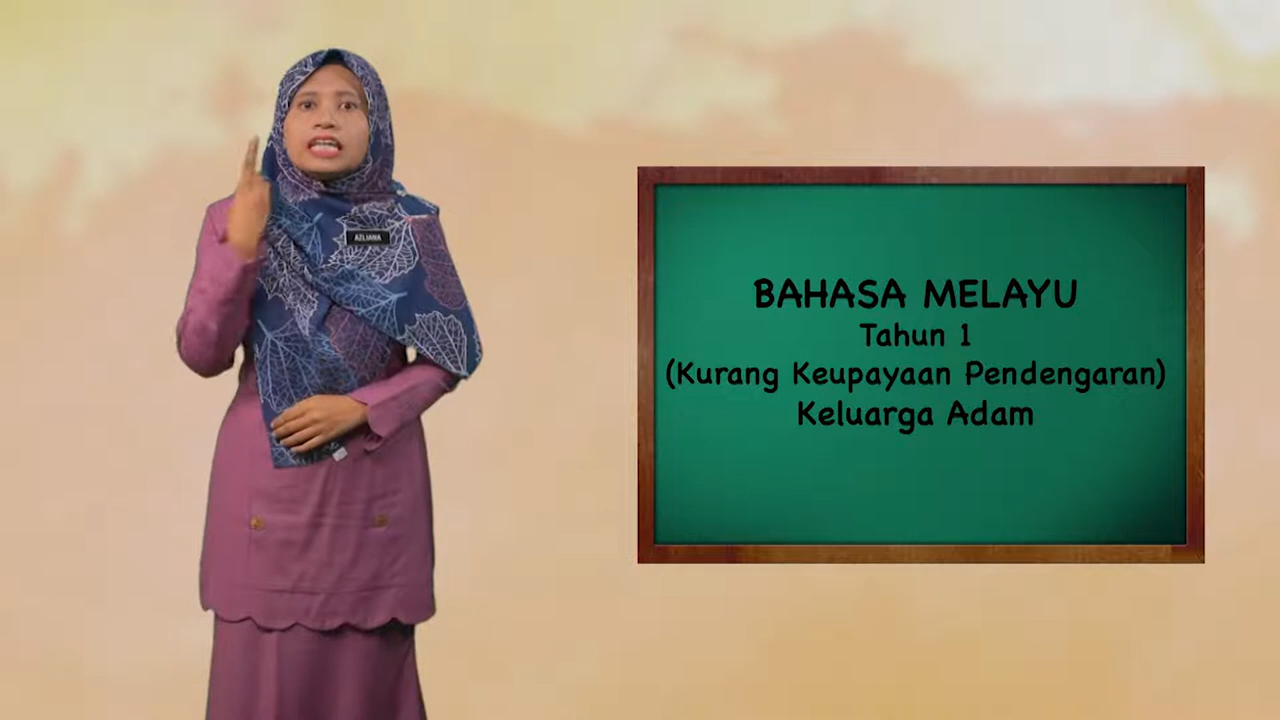 AZLIANA
BAHASA MELAYU
Tahun 1
(Kurang Keupayaan Pendengaran)
Keluarga Adam